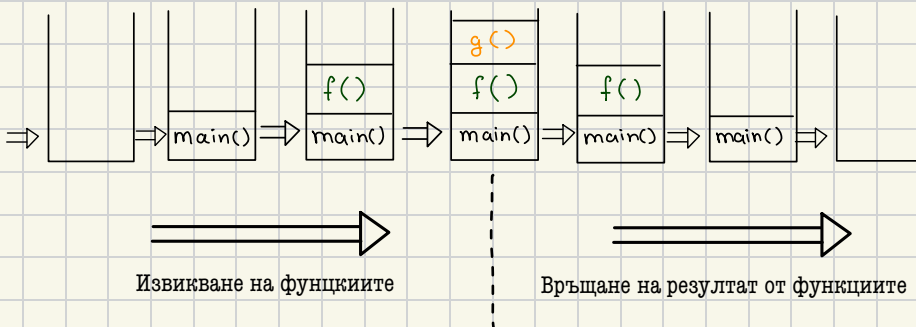 g()
f()
f()
f()
main()
main()
main()
main()
main()
Извикване на фунцкиите
Връщане на резултат от функциите